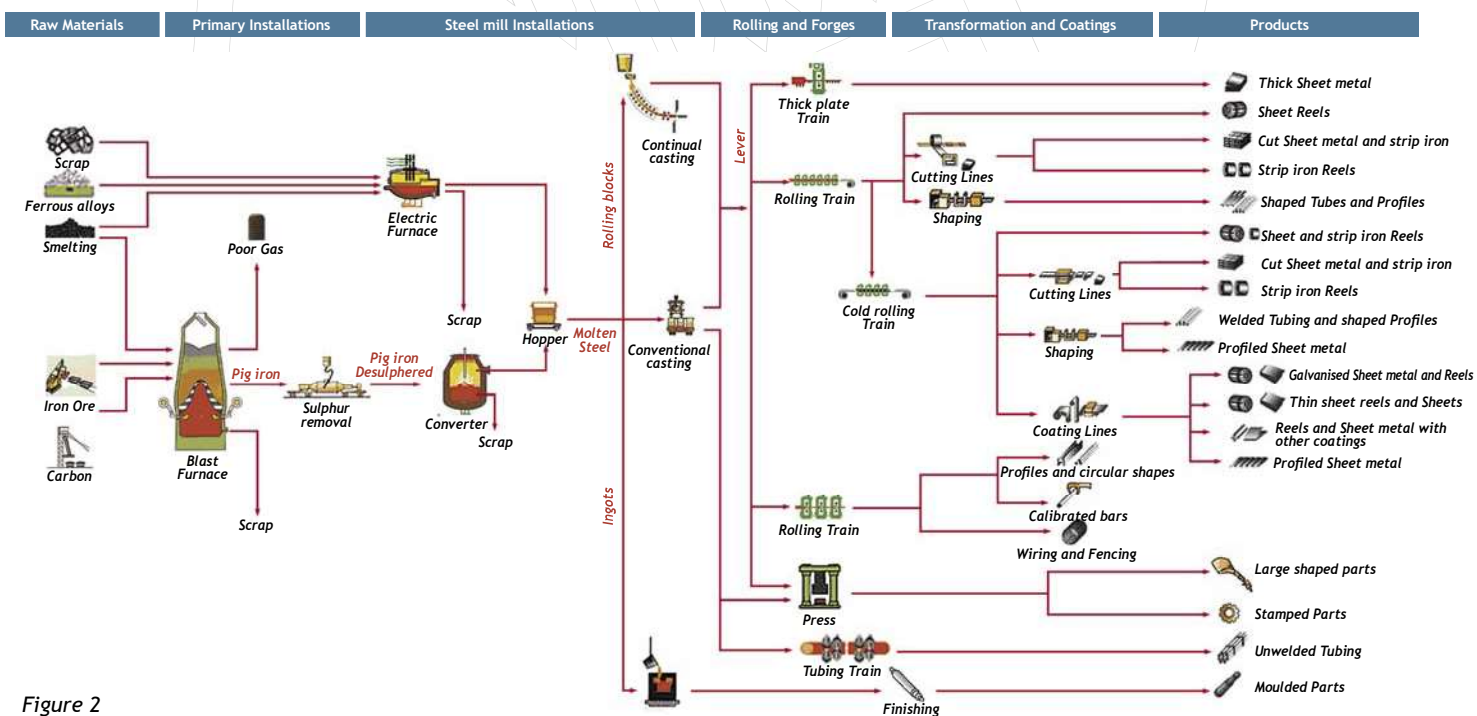 Raw Materials
Primary Installations
Steel mill Installations
Rolling and Forges
Transformation and Coatings
Products
Scrap
Ferrous alloys
Smelting
Iron Ore
Carbon
Poor Gas
Blast
Furnace
Scrap
Pig iron
Sulphur
removal
Pig iron
Desulphered
Converter
Scrap
Electric
Furnace
Scrap
Hopper
Molten
Steel
Rolling blocks
Ingots
Continual
casting
Conventional
casting
Lever
Thick plate
Train
Rolling Train
Cold rolling
Train
Rolling Train
Press
Tubing Train
Finishing
Cutting Lines
Shaping
Cutting Lines
Shaping
Coating Lines
Profiles and circular shapes
Calibrated bars
Wiring and Fencing
Thick Sheet metal
Sheet Reels
Cut Sheet metal and strip iron
Strip iron Reels
Shaped Tubes and Profiles
Sheet and strip iron Reels
Cut Sheet metal and strip iron
Strip iron Reels
Welded Tubing and shaped Profiles
Profiled Sheet metal
Galvanised Sheet metal and Reels
Thin sheet reels and Sheets
Reels and Sheet metal with
other coatings
Profiled Sheet metal
Large shaped parts
Stamped Parts
Unwelded Tubing
Moulded Parts
Figure 2